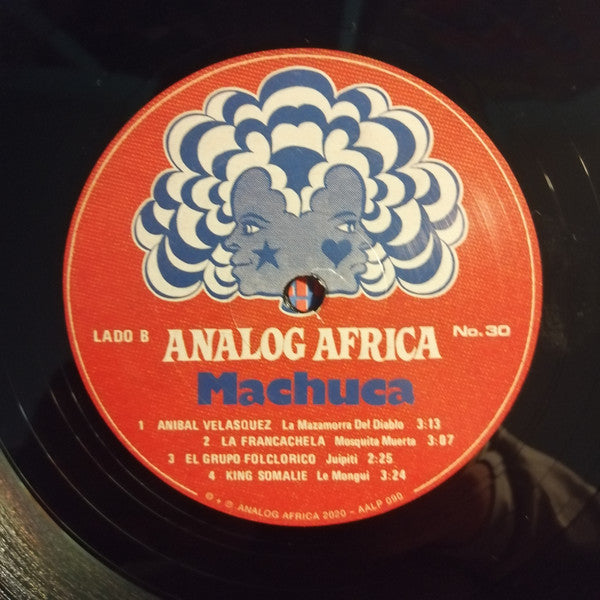 LADO B ANALOG AFRICA No. 30
Machuca
1 ANIBAL VELASQUEZ La Mazamorra Del Diablo 3:13
2 LA FRANCACHELA Mosquita Muerta 3:07
3 EL GRUPO FOLCLORICO Juipiti 2:25
4 KING SOMALIE Le Mongui 3:24
© + ℗ ANALOG AFRICA 2020 - AALP 090